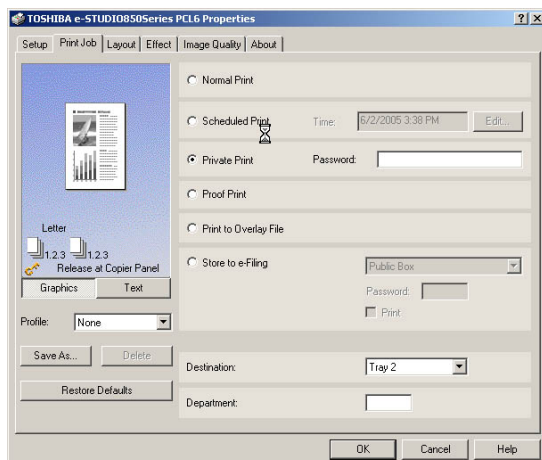 TOSHIBA e-STUDIO850Series PCL6 Properties
Setup Print Job Layout Effect Image Quality About
Normal Print
Scheduled Print Time: 6/2/2005 3:38 PM Edit...
Private Print Password:
Proof Print
Print to Overlay File
Store to e-Filing Public Box
Password:
Print
Letter
1.2.3 1.2.3
Release at Copier Panel
Graphics Text
Profile: None
Save As... Delete
Restore Defaults
Destination: Tray 2
Department:
OK Cancel Help